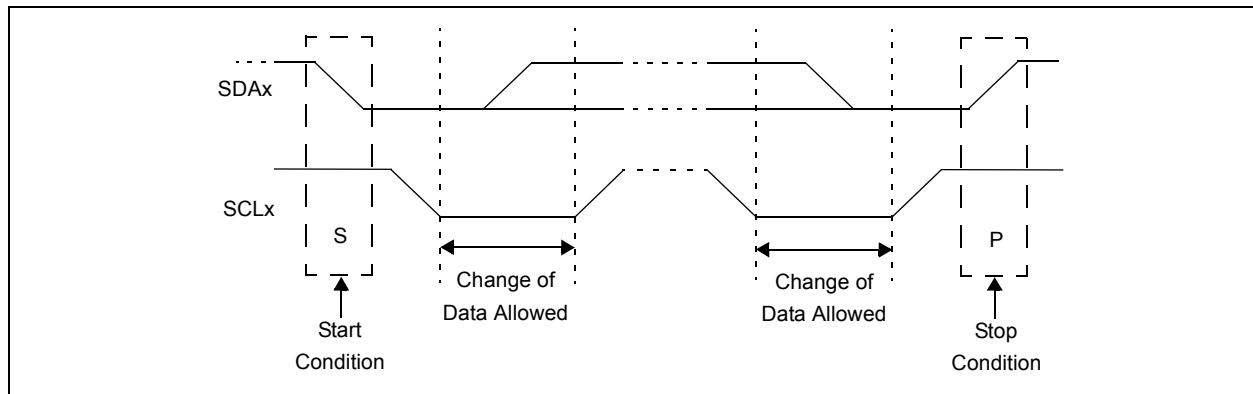 SDAx
SCLx
S
P
Change of
Data Allowed
Change of
Data Allowed
Start
Condition
Stop
Condition